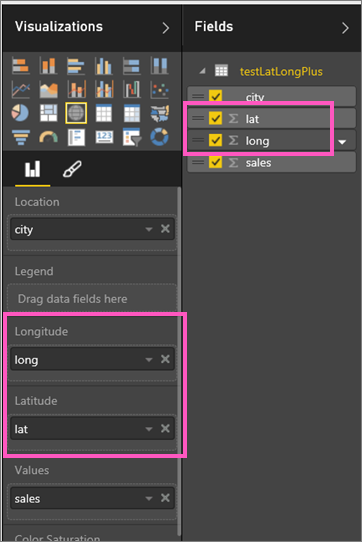 Visualizations
Fields
testLatLongPlus
city
lat
long
sales
Location
city
Legend
Drag data fields here
Longitude
long
Latitude
lat
Values
sales
Color Saturation